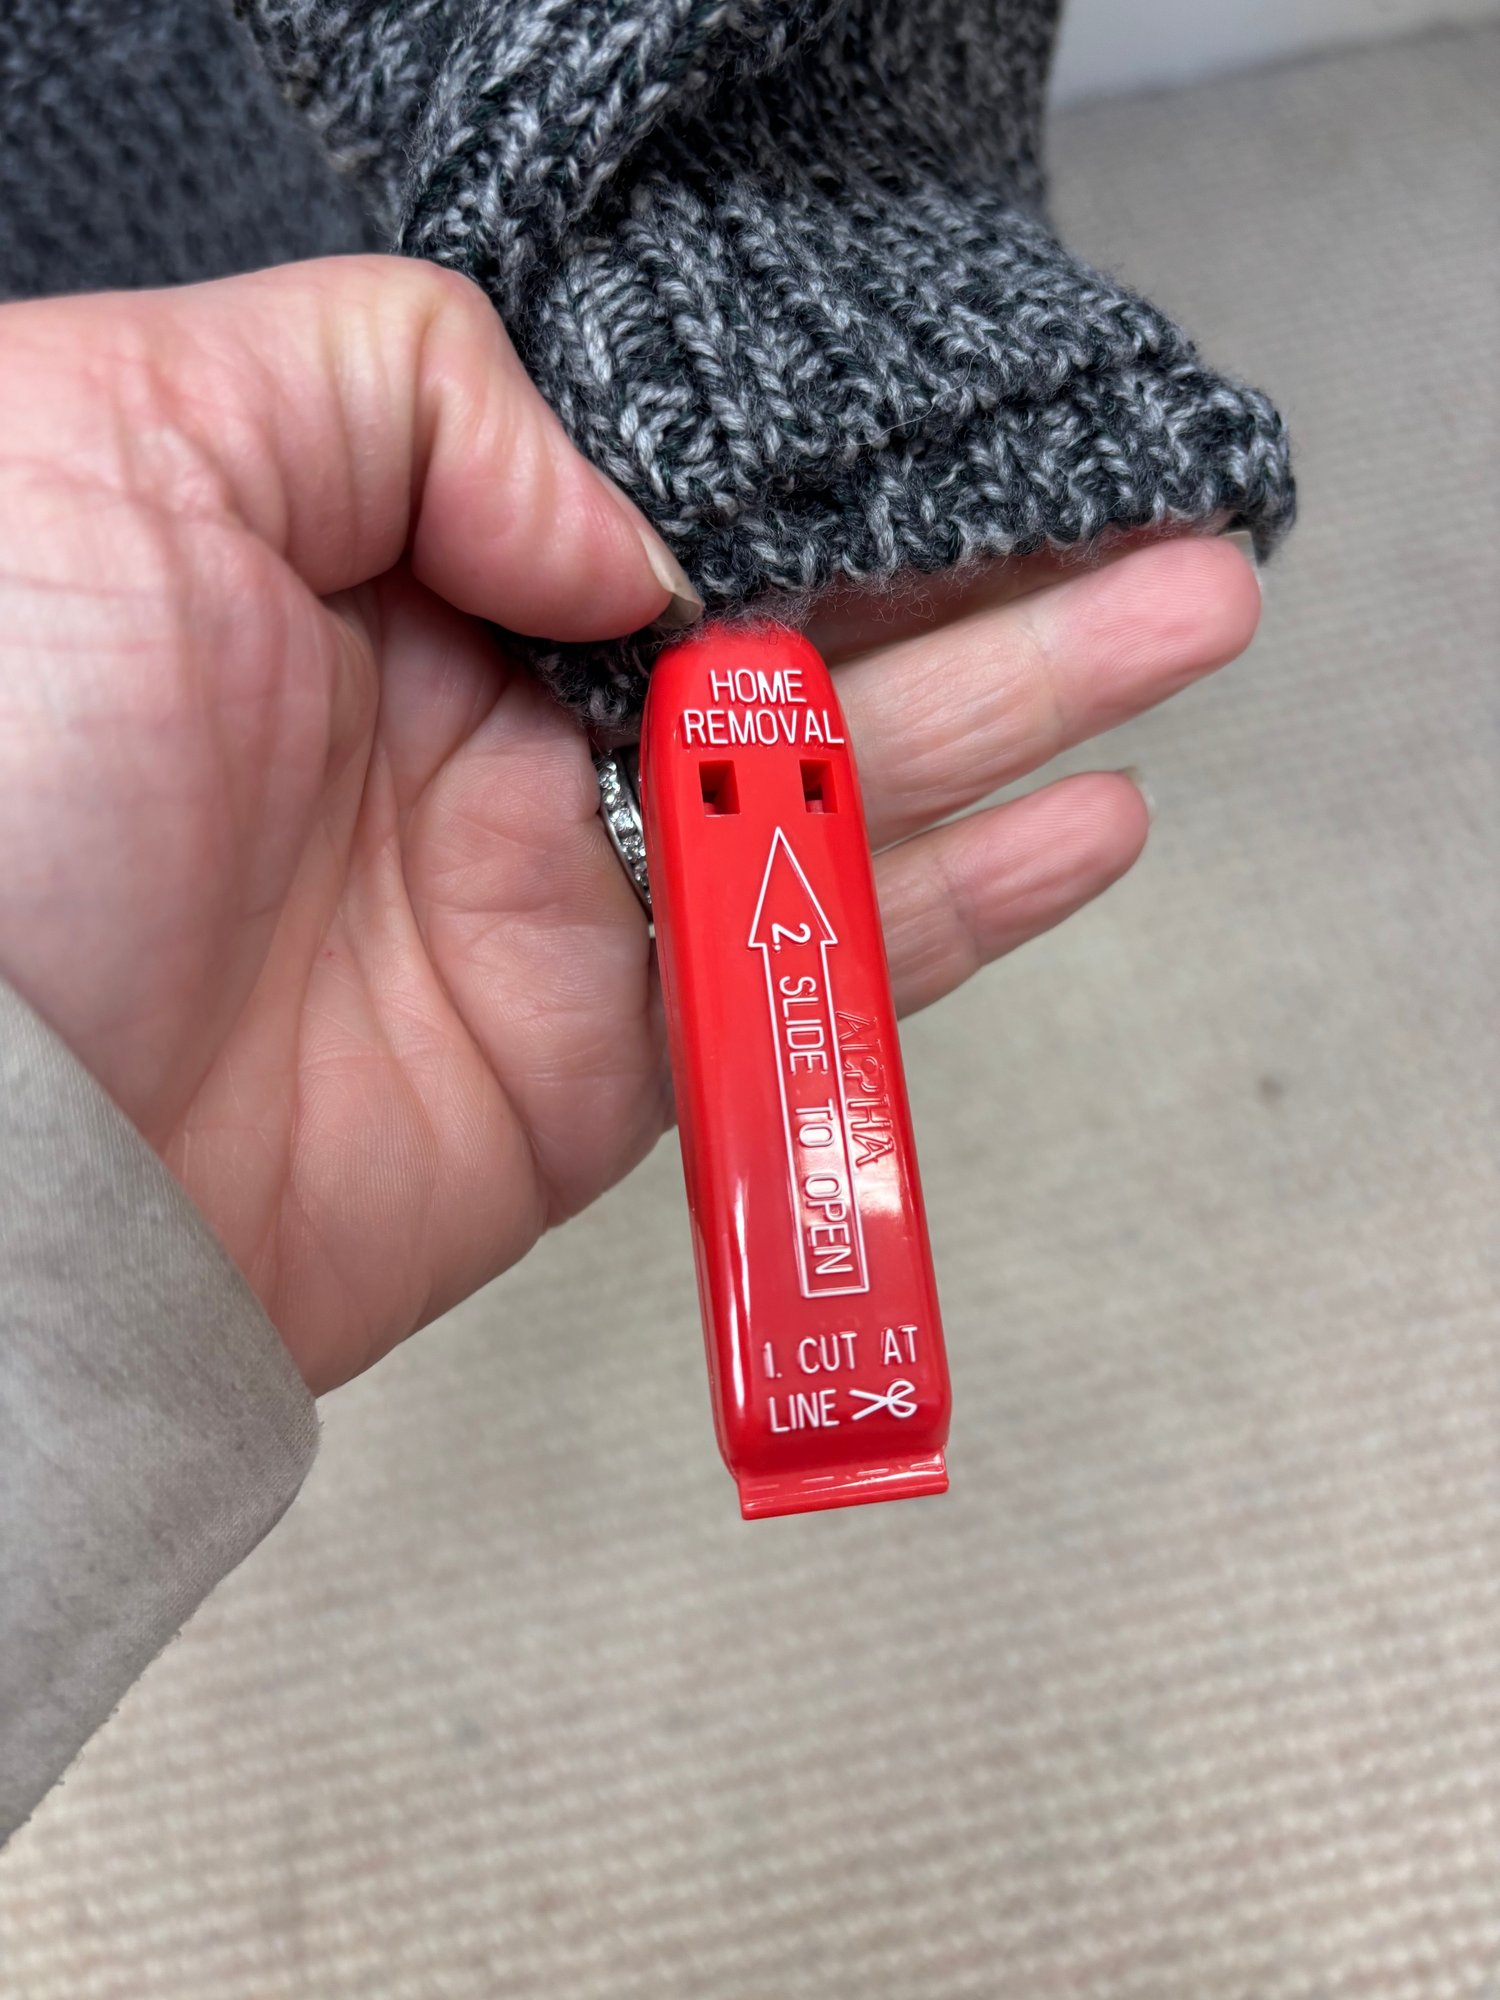 HOME
REMOVAL
2. SLIDE TO OPEN
ALPHA
1. CUT AT
LINE